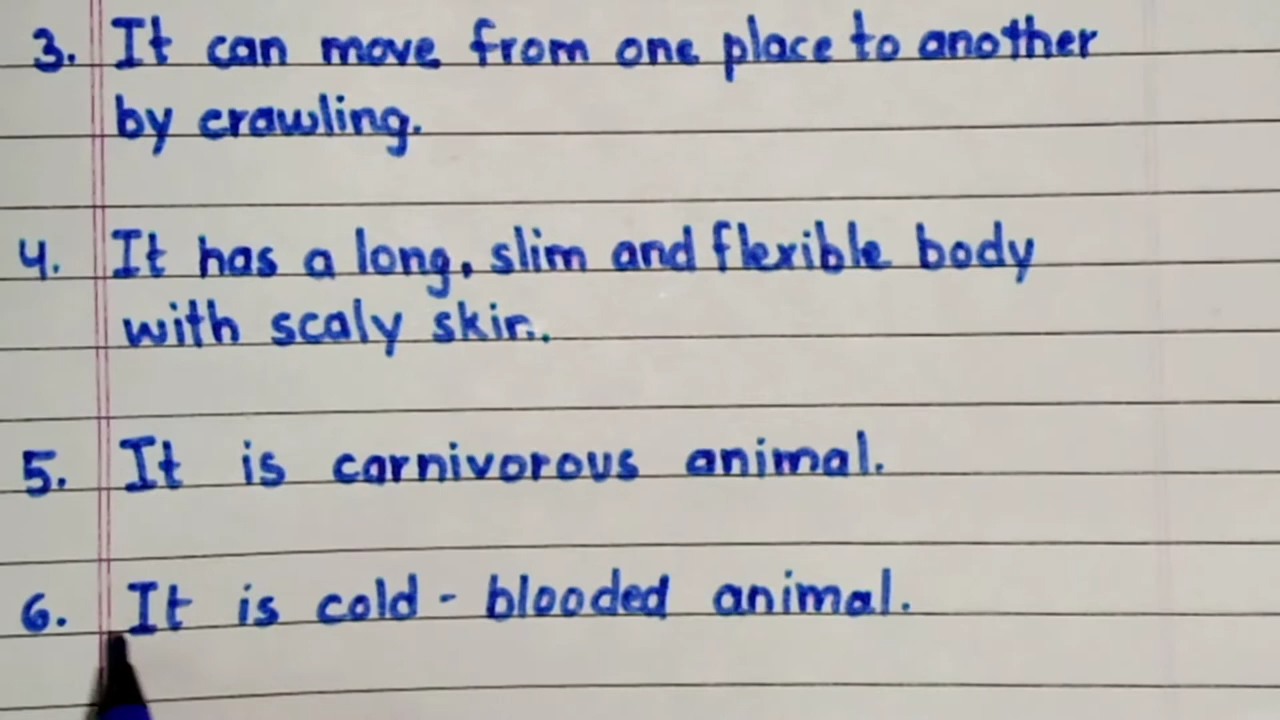 3. It can move from one place to another
by crawling.
4. It has a long, slim and flexible body
with scaly skin.
5. It is carnivorous animal.
6. It is cold-blooded animal.